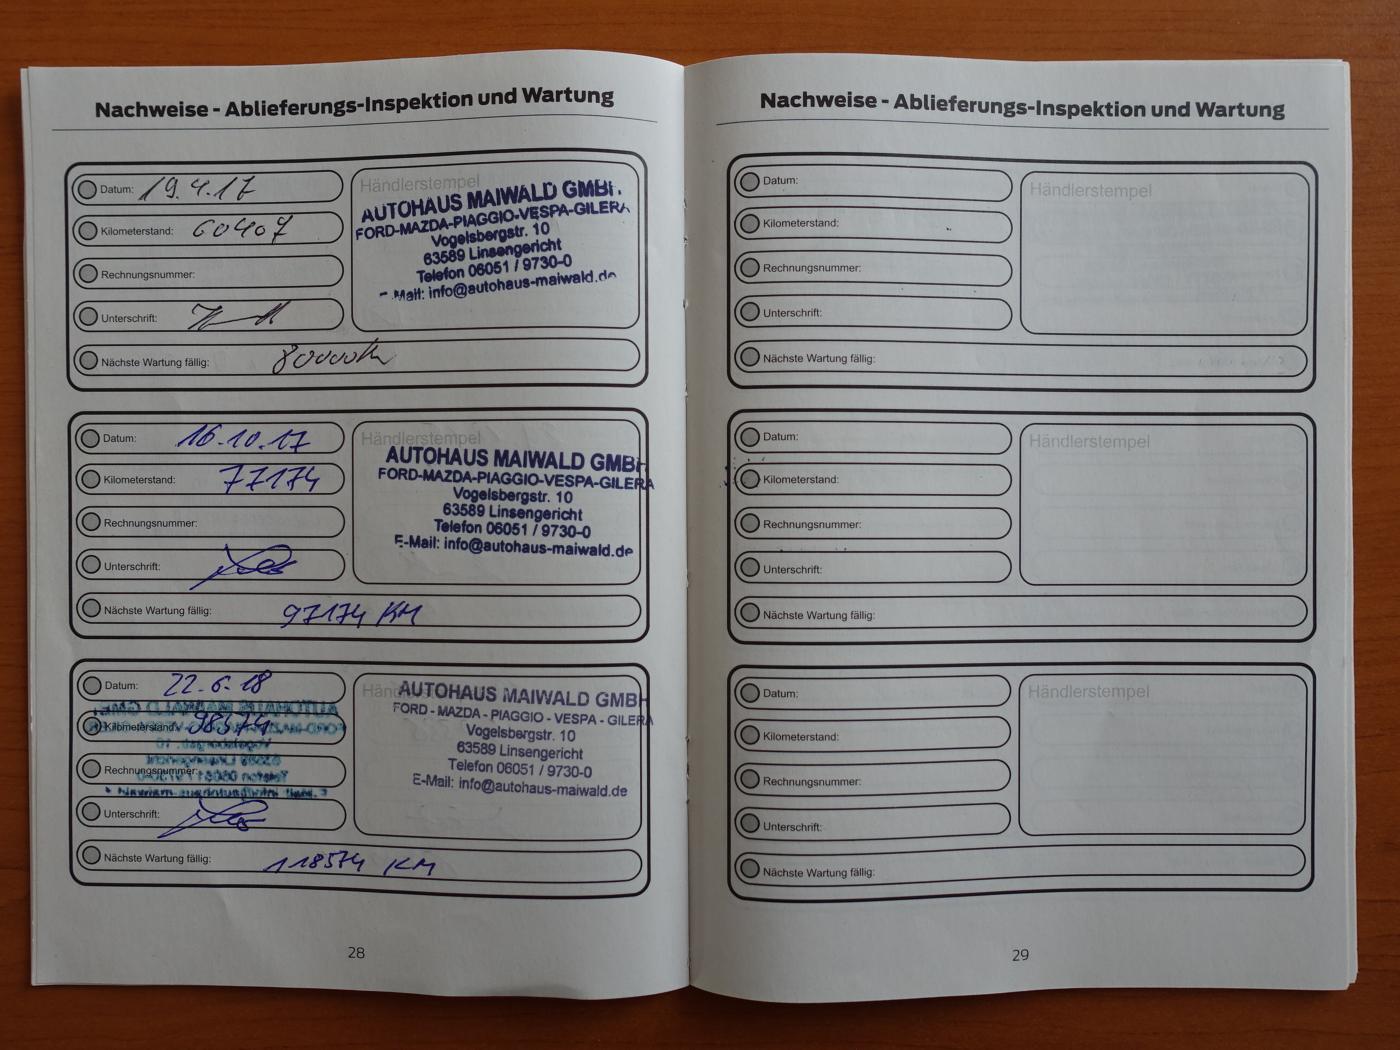 Nachweise - Ablieferungs-Inspektion und Wartung
Datum: 19.4.17
Kilometerstand: 60407
Rechnungsnummer:
Unterschrift:
Nächste Wartung fällig: 80000km
Händlerstempel
AUTOHAUS MAIWALD GMBH
FORD-MAZDA-PIAGGIO-VESPA-GILERA
Vogelsbergstr. 10
63589 Linsengericht
Telefon 06051 / 9730-0
E-Mail: info@autohaus-maiwald.de
Datum: 16.10.17
Kilometerstand: 77174
Rechnungsnummer:
Unterschrift:
Nächste Wartung fällig: 97174 KM
Händlerstempel
AUTOHAUS MAIWALD GMBH
FORD-MAZDA-PIAGGIO-VESPA-GILERA
Vogelsbergstr. 10
63589 Linsengericht
Telefon 06051 / 9730-0
E-Mail: info@autohaus-maiwald.de
Datum: 22.6.18
Kilometerstand: 98574
Rechnungsnummer:
Unterschrift:
Nächste Wartung fällig: 118574 KM
AUTOHAUS MAIWALD GMBH
FORD - MAZDA - PIAGGIO - VESPA - GILERA
Vogelsbergstr. 10
63589 Linsengericht
Telefon 06051 / 9730-0
E-Mail: info@autohaus-maiwald.de
28
Nachweise - Ablieferungs-Inspektion und Wartung
Datum:
Kilometerstand:
Rechnungsnummer:
Unterschrift:
Nächste Wartung fällig:
Händlerstempel
Datum:
Kilometerstand:
Rechnungsnummer:
Unterschrift:
Nächste Wartung fällig:
Händlerstempel
Datum:
Kilometerstand:
Rechnungsnummer:
Unterschrift:
Nächste Wartung fällig:
Händlerstempel
29